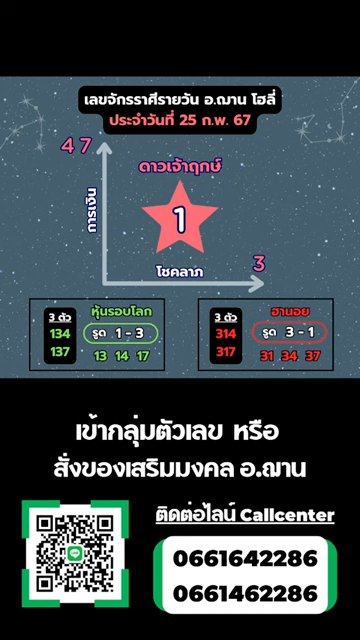 เลขจักรราศีรายวัน อ.ฌาน โฮลี่
ประจำวันที่ 25 ก.พ. 67
4 7
ดาวเจ้าฤกษ์
การเงิน
1
โชคลาภ
3
3 ตัว
134
137
หุ้นรอบโลก
รูด 1 - 3
13 14 17
3 ตัว
314
317
ฮานอย
รูด 3 - 1
31 34 37
เข้ากลุ่มตัวเลข หรือ
สั่งของเสริมมงคล อ.ฌาน
ติดต่อไลน์ Callcenter
0661642286
0661462286